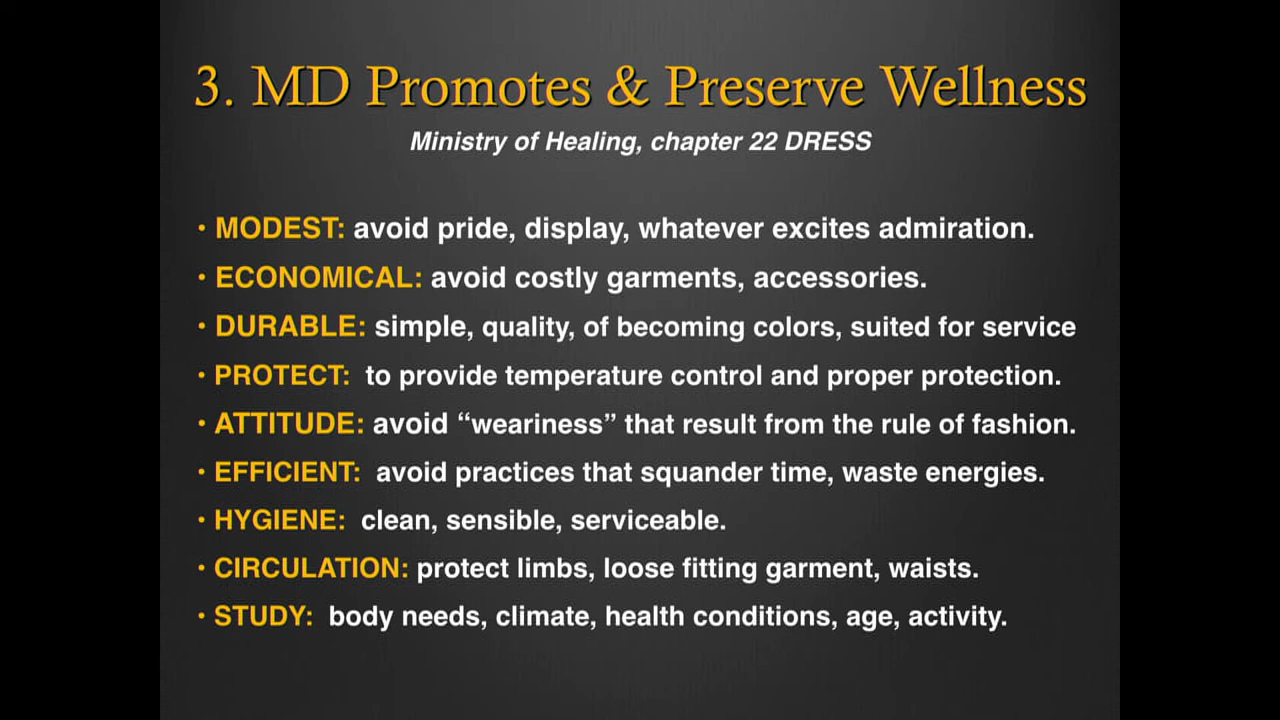 3. MD Promotes & Preserve Wellness
Ministry of Healing, chapter 22 DRESS
• MODEST: avoid pride, display, whatever excites admiration.
• ECONOMICAL: avoid costly garments, accessories.
• DURABLE: simple, quality, of becoming colors, suited for service
• PROTECT: to provide temperature control and proper protection.
• ATTITUDE: avoid “weariness” that result from the rule of fashion.
• EFFICIENT: avoid practices that squander time, waste energies.
• HYGIENE: clean, sensible, serviceable.
• CIRCULATION: protect limbs, loose fitting garment, waists.
• STUDY: body needs, climate, health conditions, age, activity.